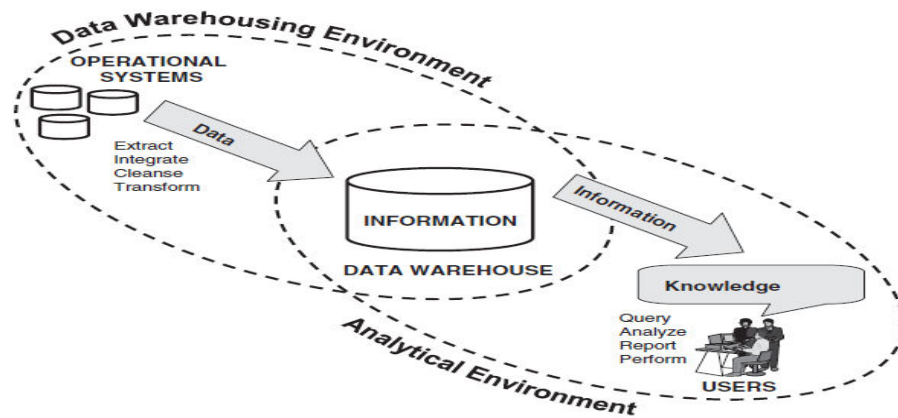 Data Warehousing Environment
OPERATIONAL
SYSTEMS
Data
Extract
Integrate
Cleanse
Transform
INFORMATION
DATA WAREHOUSE
Information
Knowledge
Query
Analyze
Report
Perform
USERS
Analytical Environment